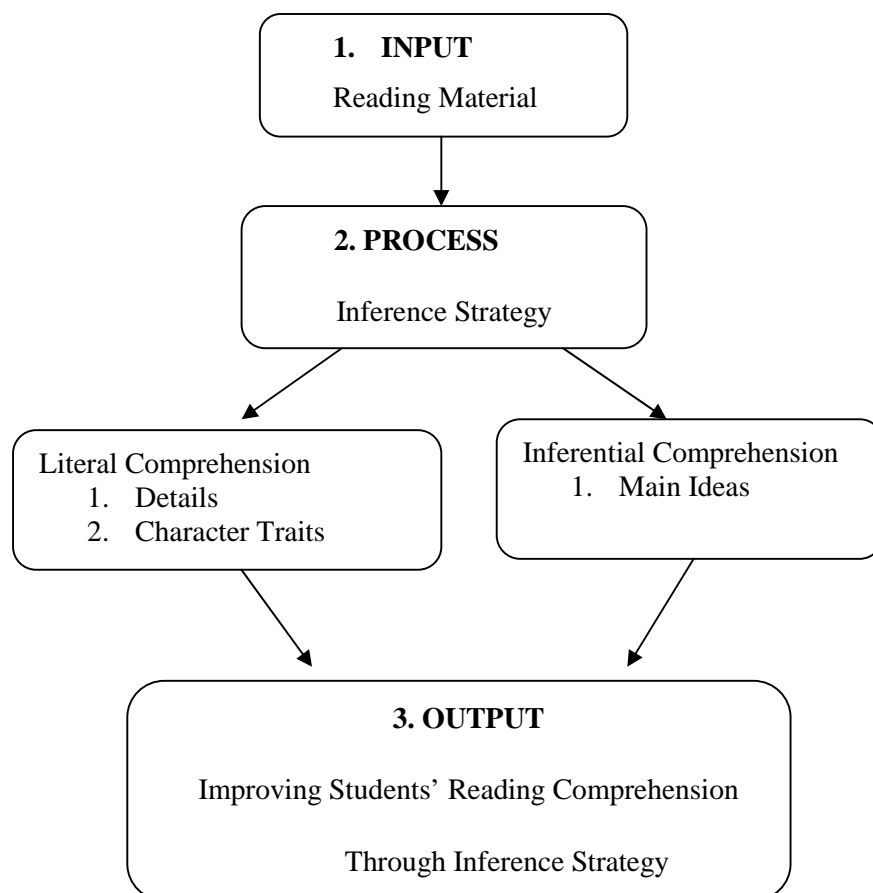 1. INPUT
Reading Material
2. PROCESS
Inference Strategy
Literal Comprehension
1. Details
2. Character Traits
Inferential Comprehension
1. Main Ideas
3. OUTPUT
Improving Students’ Reading Comprehension
Through Inference Strategy